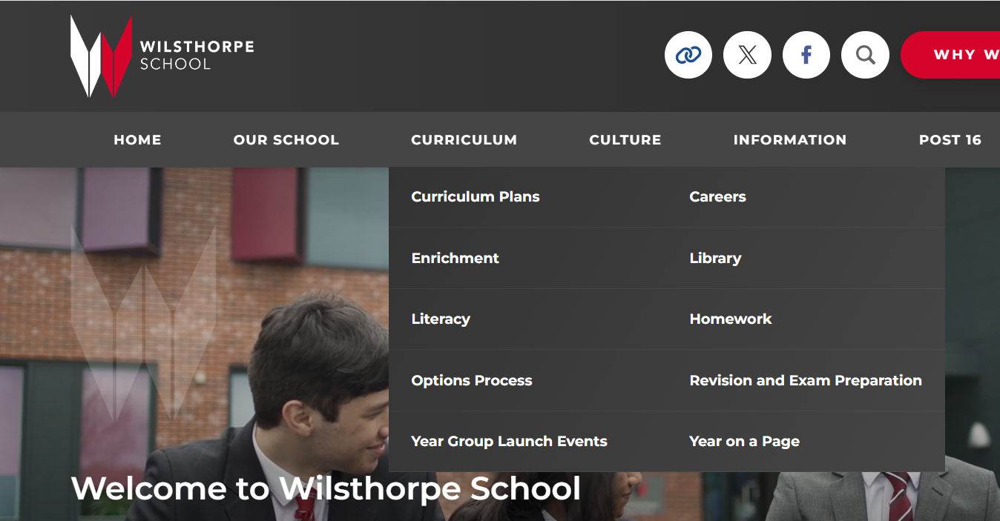 WILSTHORPE
SCHOOL
WHY W
HOME OUR SCHOOL CURRICULUM CULTURE INFORMATION POST 16
Curriculum Plans Careers
Enrichment Library
Literacy Homework
Options Process Revision and Exam Preparation
Year Group Launch Events Year on a Page
Welcome to Wilsthorpe School